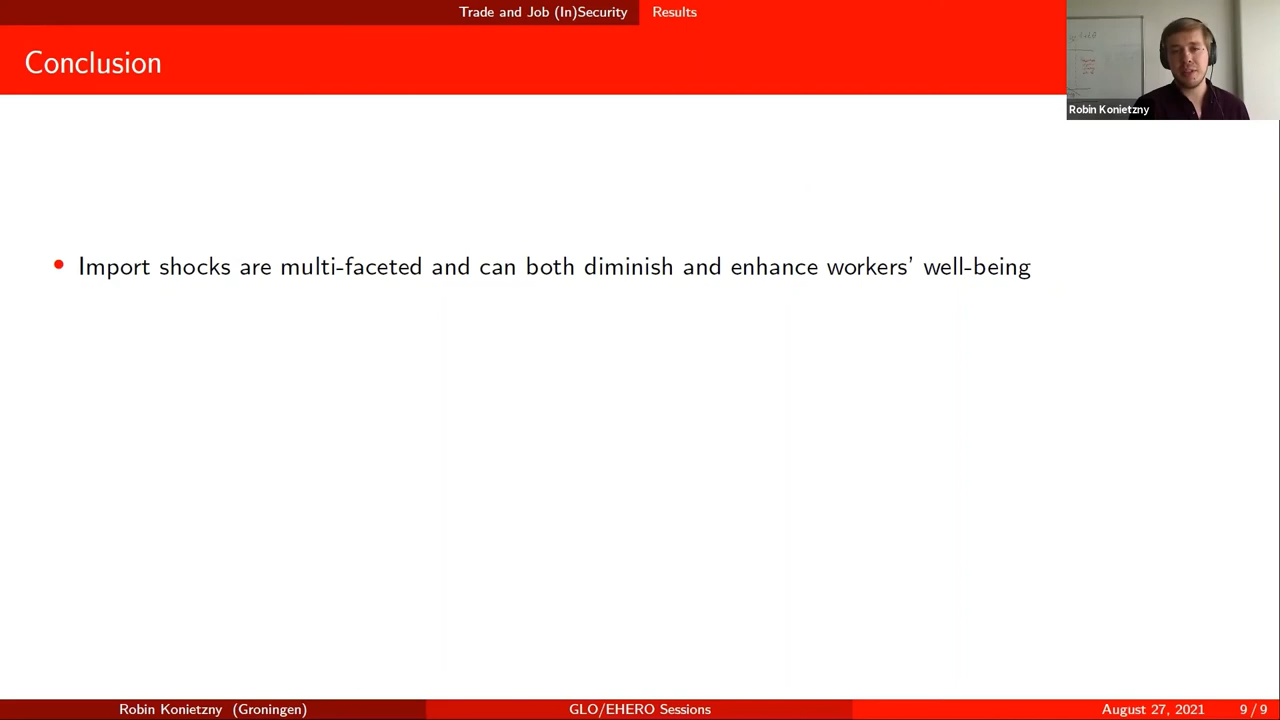 Trade and Job (In)Security Results
Conclusion
Robin Konietzny
• Import shocks are multi-faceted and can both diminish and enhance workers' well-being
Robin Konietzny (Groningen) GLO/EHERO Sessions August 27, 2021 9 / 9